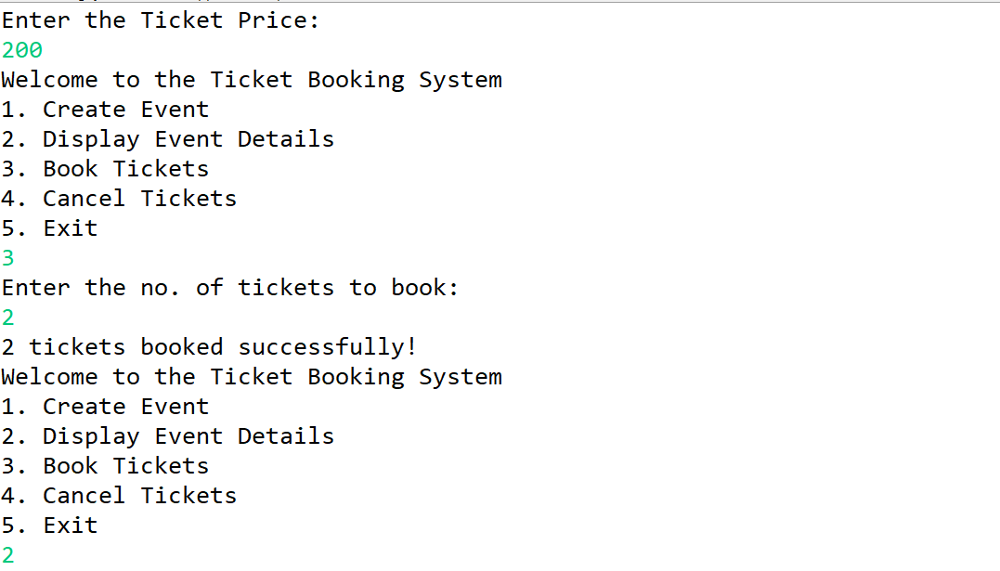 Enter the Ticket Price:
200
Welcome to the Ticket Booking System
1. Create Event
2. Display Event Details
3. Book Tickets
4. Cancel Tickets
5. Exit
3
Enter the no. of tickets to book:
2
2 tickets booked successfully!
Welcome to the Ticket Booking System
1. Create Event
2. Display Event Details
3. Book Tickets
4. Cancel Tickets
5. Exit
2